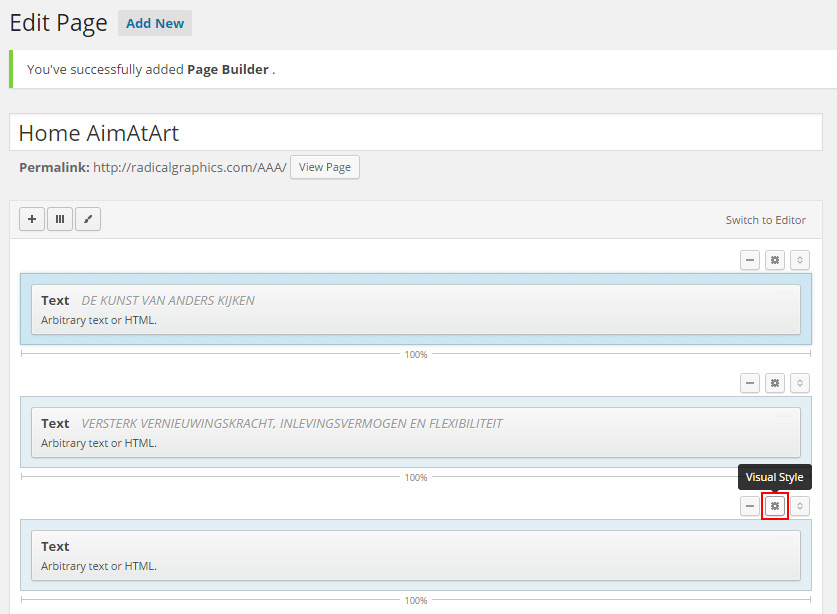 Edit Page Add New
You've successfully added Page Builder .
Home AimAtArt
Permalink: http://radicalgraphics.com/AAA/ View Page
Switch to Editor
Text DE KUNST VAN ANDERS KIJKEN
Arbitrary text or HTML.
100%
Text VERSTERK VERNIEUWINGSKRACHT, INLEVINGSVERMOGEN EN FLEXIBILITEIT
Arbitrary text or HTML.
100%
Visual Style
Text
Arbitrary text or HTML.
100%